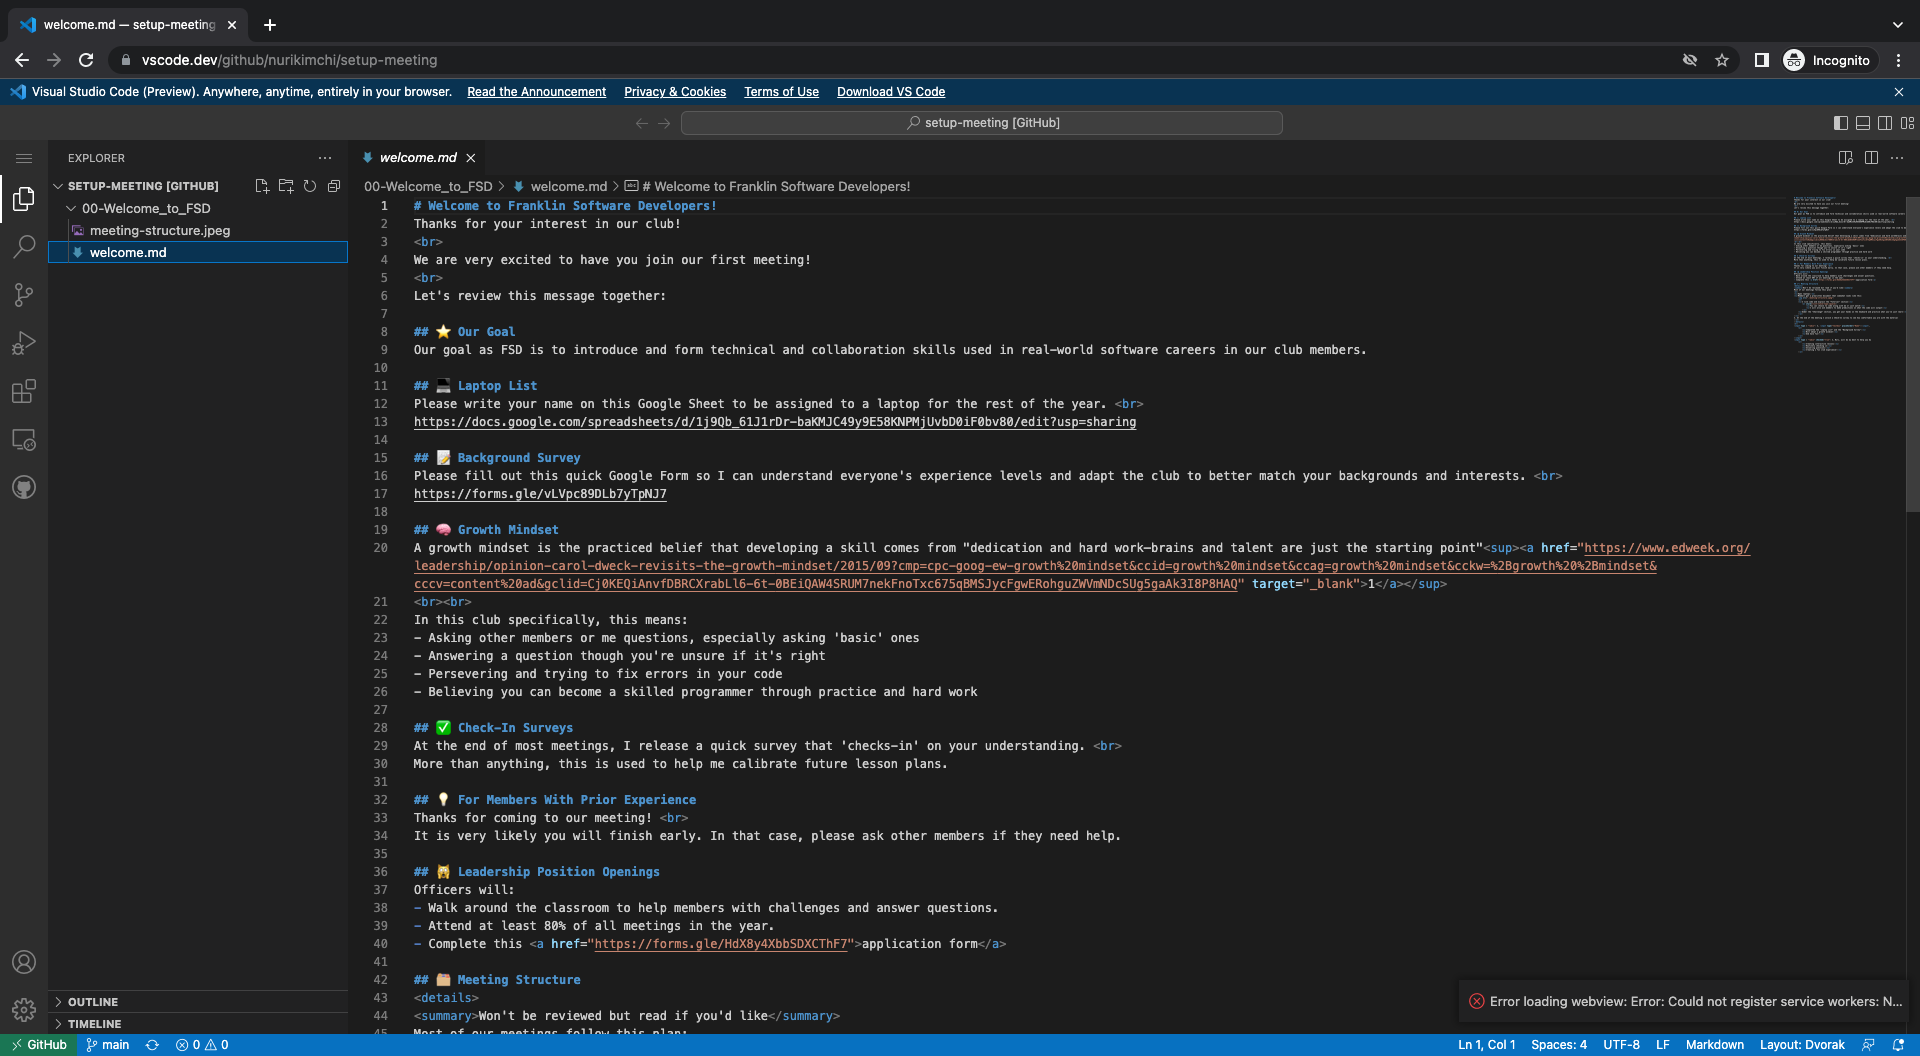 welcome.md — setup-meeting
vscode.dev/github/nurikimchi/setup-meeting
Incognito
Visual Studio Code (Preview). Anywhere, anytime, entirely in your browser. Read the Announcement Privacy & Cookies Terms of Use Download VS Code
setup-meeting [GitHub]
EXPLORER
SETUP-MEETING [GITHUB]
00-Welcome_to_FSD
meeting-structure.jpeg
welcome.md
OUTLINE
TIMELINE
welcome.md
00-Welcome_to_FSD > welcome.md > # Welcome to Franklin Software Developers!
1 # Welcome to Franklin Software Developers!
2 Thanks for your interest in our club!
3 <br>
4 We are very excited to have you join our first meeting!
5 <br>
6 Let's review this message together:
7
8 ## ⭐ Our Goal
9 Our goal as FSD is to introduce and form technical and collaboration skills used in real-world software careers in our club members.
10
11 ## 💻 Laptop List
12 Please write your name on this Google Sheet to be assigned to a laptop for the rest of the year. <br>
13 https://docs.google.com/spreadsheets/d/1j9Qb_61J1rDr-baKMJC49y9E58KNPMjUvbD0iF0bv80/edit?usp=sharing
14
15 ## 📝 Background Survey
16 Please fill out this quick Google Form so I can understand everyone's experience levels and adapt the club to better match your backgrounds and interests. <br>
17 https://forms.gle/vLVpc89DLb7yTpNJ7
18
19 ## 🧠 Growth Mindset
20 A growth mindset is the practiced belief that developing a skill comes from "dedication and hard work—brains and talent are just the starting point"<sup><a href="https://www.edweek.org/
leadership/opinion-carol-dweck-revisits-the-growth-mindset/2015/09?cmp=cpc-goog-ew-growth%20mindset&ccid=growth%20mindset&ccag=growth%20mindset&cckw=%2Bgrowth%20%2Bmindset&
cccv=content%20ad&gclid=Cj0KEQiAnvfDBRCXrabLl6-6t-0BEiQAW4SRUM7nekFnoTxc675qBMSJycFgwERohguZWVmNDcSUg5gaAk3I8P8HAQ" target="_blank">1</a></sup>
21 <br><br>
22 In this club specifically, this means:
23 - Asking other members or me questions, especially asking 'basic' ones
24 - Answering a question though you're unsure if it's right
25 - Persevering and trying to fix errors in your code
26 - Believing you can become a skilled programmer through practice and hard work
27
28 ## ✅ Check-In Surveys
29 At the end of most meetings, I release a quick survey that 'checks-in' on your understanding. <br>
30 More than anything, this is used to help me calibrate future lesson plans.
31
32 ## 💡 For Members With Prior Experience
33 Thanks for coming to our meeting! <br>
34 It is very likely you will finish early. In that case, please ask other members if they need help.
35
36 ## 🙌 Leadership Position Openings
37 Officers will:
38 - Walk around the classroom to help members with challenges and answer questions.
39 - Attend at least 80% of all meetings in the year.
40 - Complete this <a href="https://forms.gle/HdX8y4XbbSDXCThF7">application form</a>
41
42 ## 🗂️ Meeting Structure
43 <details>
44 <summary>Won't be reviewed but read if you'd like</summary>
45 Most of our meetings follow this plan:
Error loading webview: Error: Could not register service workers: N...
GitHub main 0 0 Ln 1, Col 1 Spaces: 4 UTF-8 LF Markdown Layout: Dvorak